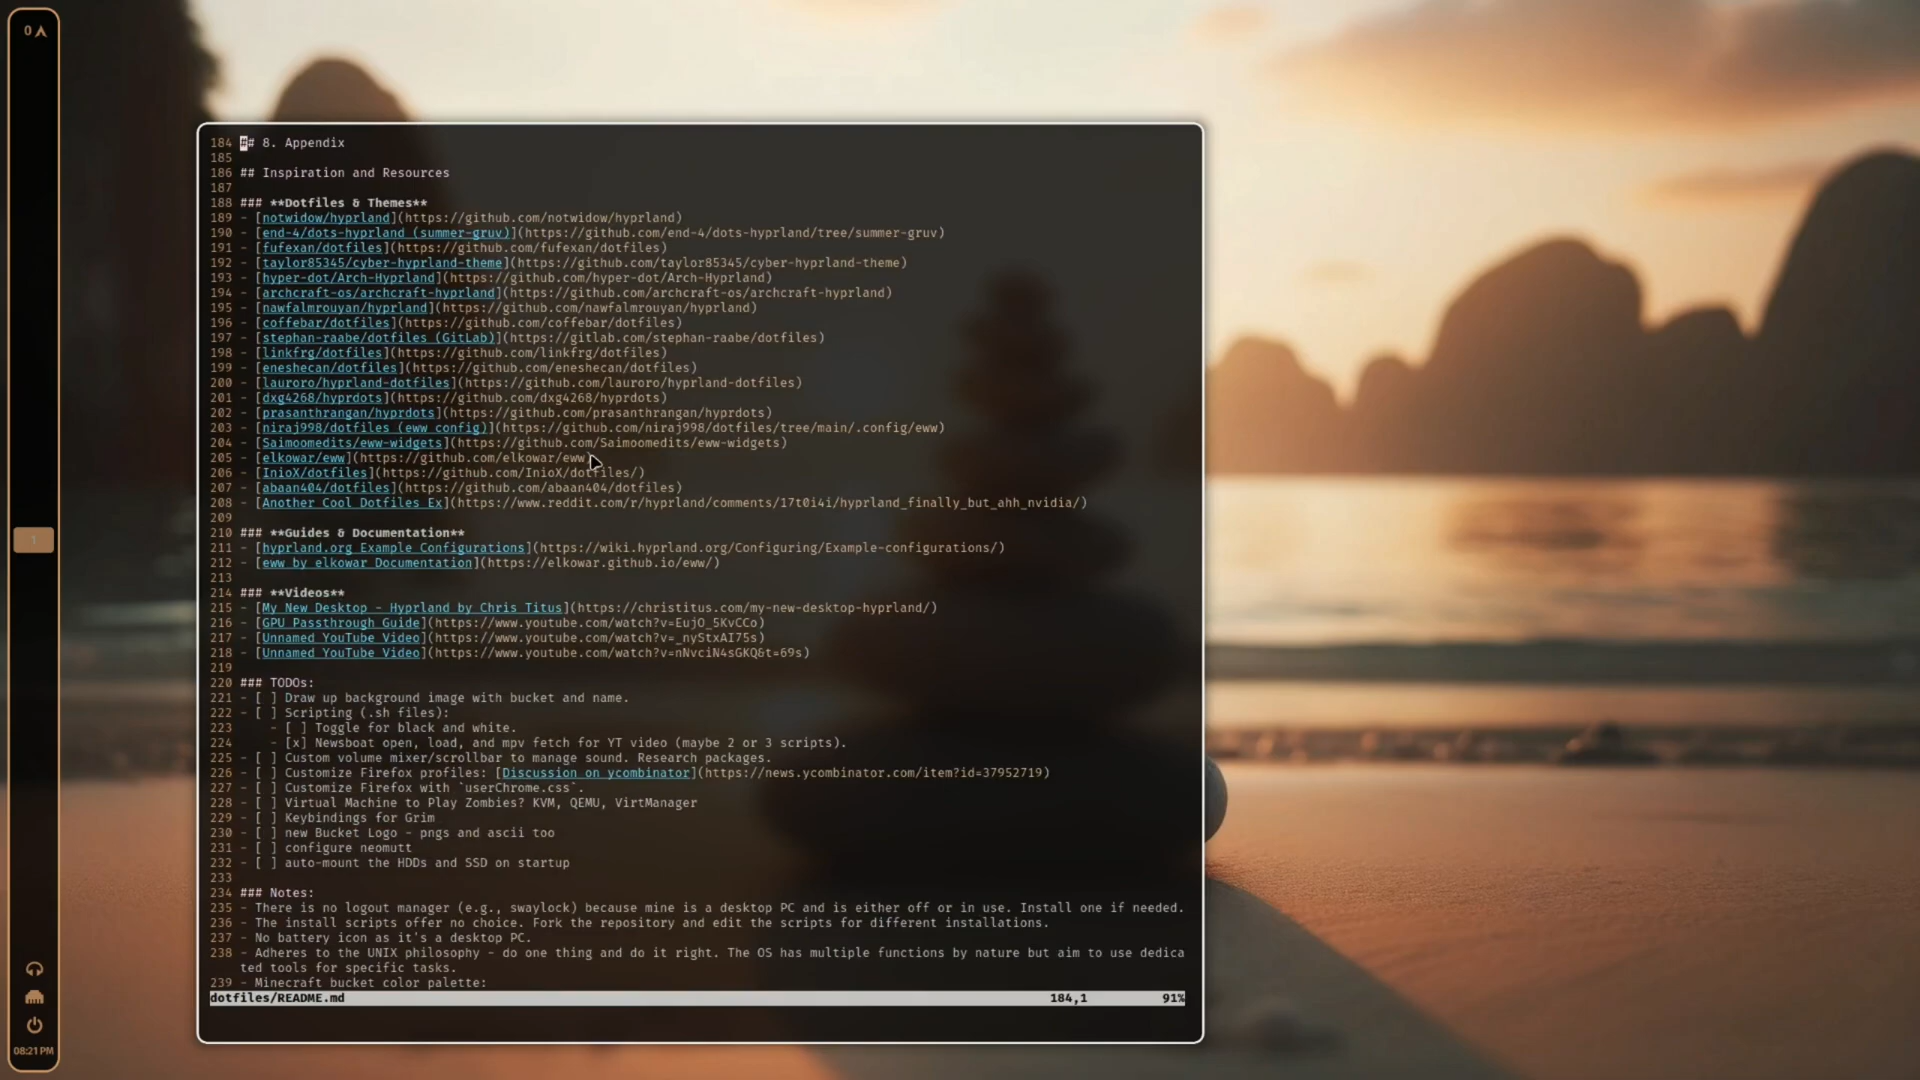 0
184 ## 8. Appendix
185
186 ## Inspiration and Resources
187
188 ### **Dotfiles & Themes**
189 - [notwidow/hyprland](https://github.com/notwidow/hyprland)
190 - [end-4/dots-hyprland (summer-gruv)](https://github.com/end-4/dots-hyprland/tree/summer-gruv)
191 - [fufexan/dotfiles](https://github.com/fufexan/dotfiles)
192 - [taylor85345/cyber-hyprland-theme](https://github.com/taylor85345/cyber-hyprland-theme)
193 - [hyper-dot/Arch-Hyprland](https://github.com/hyper-dot/Arch-Hyprland)
194 - [archcraft-os/archcraft-hyprland](https://github.com/archcraft-os/archcraft-hyprland)
195 - [nawfalmrouyan/hyprland](https://github.com/nawfalmrouyan/hyprland)
196 - [coffebar/dotfiles](https://github.com/coffebar/dotfiles)
197 - [stephan-raabe/dotfiles (GitLab)](https://gitlab.com/stephan-raabe/dotfiles)
198 - [linkfrg/dotfiles](https://github.com/linkfrg/dotfiles)
199 - [eneshecan/dotfiles](https://github.com/eneshecan/dotfiles)
200 - [lauroro/hyprland-dotfiles](https://github.com/lauroro/hyprland-dotfiles)
201 - [dxg4268/hyprdots](https://github.com/dxg4268/hyprdots)
202 - [prasanthrangan/hyprdots](https://github.com/prasanthrangan/hyprdots)
203 - [niraj998/dotfiles (eww config)](https://github.com/niraj998/dotfiles/tree/main/.config/eww)
204 - [Saimoomedits/eww-widgets](https://github.com/Saimoomedits/eww-widgets)
205 - [elkowar/eww](https://github.com/elkowar/eww)
206 - [InioX/dotfiles](https://github.com/InioX/dotfiles/)
207 - [abaan404/dotfiles](https://github.com/abaan404/dotfiles)
208 - [Another Cool Dotfiles Ex](https://www.reddit.com/r/hyprland/comments/17t0i4i/hyprland_finally_but_ahh_nvidia/)
209
210 ### **Guides & Documentation**
211 - [hyprland.org Example Configurations](https://wiki.hyprland.org/Configuring/Example-configurations/)
212 - [eww by elkowar Documentation](https://elkowar.github.io/eww/)
213
214 ### **Videos**
215 - [My New Desktop - Hyprland by Chris Titus](https://christitus.com/my-new-desktop-hyprland/)
216 - [GPU Passthrough Guide](https://www.youtube.com/watch?v=EujO_5KvCCo)
217 - [Unnamed YouTube Video](https://www.youtube.com/watch?v=_nyStxAI75s)
218 - [Unnamed YouTube Video](https://www.youtube.com/watch?v=nNvciN4sGKQ&t=69s)
219
220 ### TODOs:
221 - [ ] Draw up background image with bucket and name.
222 - [ ] Scripting (.sh files):
223     - [ ] Toggle for black and white.
224     - [x] Newsboat open, load, and mpv fetch for YT video (maybe 2 or 3 scripts).
225 - [ ] Custom volume mixer/scrollbar to manage sound. Research packages.
226 - [ ] Customize Firefox profiles: [Discussion on ycombinator](https://news.ycombinator.com/item?id=37952719)
227 - [ ] Customize Firefox with `userChrome.css`.
228 - [ ] Virtual Machine to Play Zombies? KVM, QEMU, VirtManager
229 - [ ] Keybindings for Grim
230 - [ ] new Bucket Logo - pngs and ascii too
231 - [ ] configure neomutt
232 - [ ] auto-mount the HDDs and SSD on startup
233
234 ### Notes:
235 - There is no logout manager (e.g., swaylock) because mine is a desktop PC and is either off or in use. Install one if needed.
236 - The install scripts offer no choice. Fork the repository and edit the scripts for different installations.
237 - No battery icon as it's a desktop PC.
238 - Adheres to the UNIX philosophy - do one thing and do it right. The OS has multiple functions by nature but aim to use dedica
ted tools for specific tasks.
239 - Minecraft bucket color palette:
dotfiles/README.md 184,1 91%
1
08:21PM